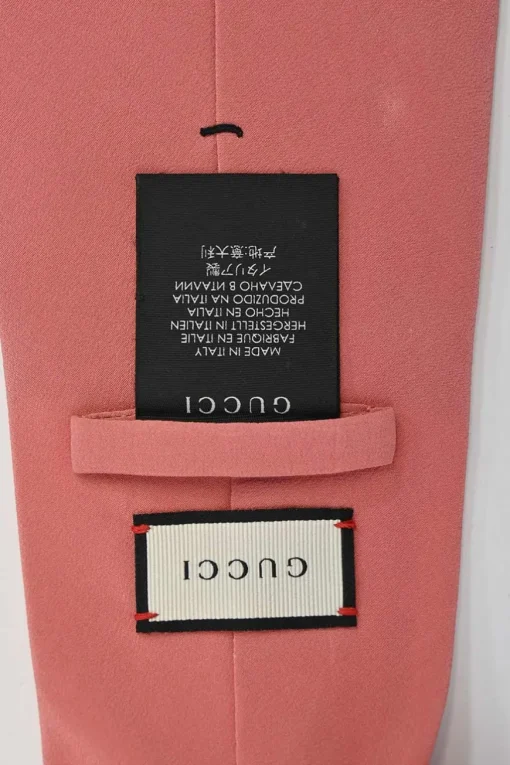 GUCCI
GUCCI
MADE IN ITALY
FABRIQUE EN ITALIE
HERGESTELLT IN ITALIEN
HECHO EN ITALIA
PRODUZIDO NA ITALIA
СДЕЛАНО В ИТАЛИИ
イタリア製
产地:意大利